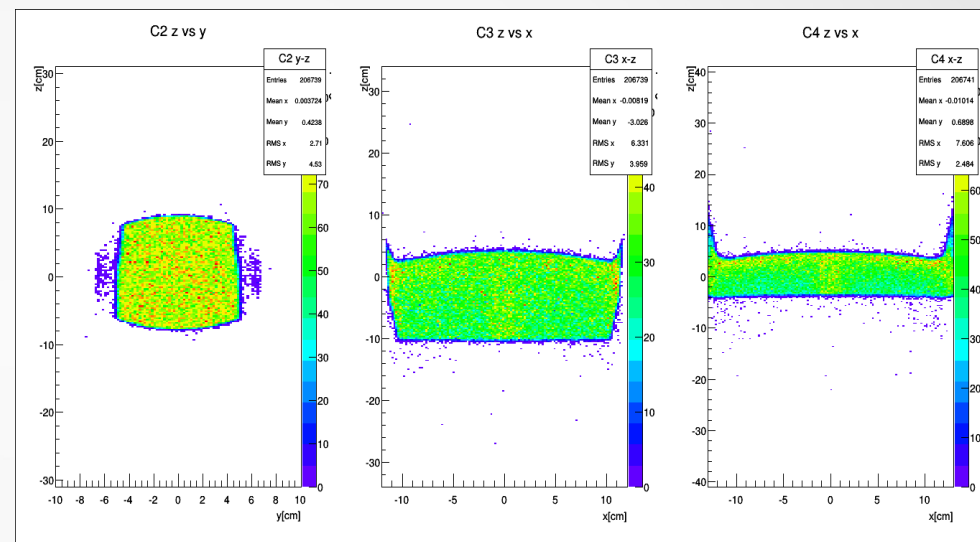 C2 z vs y
C2 y-z
Entries 206739
Mean x 0.003724
Mean y 0.4238
RMS x 2.71
RMS y 4.53
z[cm]
30
20
10
0
-10
-20
-30
-10 -8 -6 -4 -2 0 2 4 6 8 10
y[cm]
70
60
50
40
30
20
10
0
C3 z vs x
C3 x-z
Entries 206739
Mean x -0.00819
Mean y -3.026
RMS x 6.331
RMS y 3.959
z[cm]
30
20
10
0
-10
-20
-30
-10 -5 0 5 10
x[cm]
40
30
20
10
0
C4 z vs x
C4 x-z
Entries 206741
Mean x -0.01014
Mean y 0.6898
RMS x 7.606
RMS y 2.484
z[cm]
40
30
20
10
0
-10
-20
-30
-40
-10 -5 0 5 10
x[cm]
60
50
40
30
20
10
0